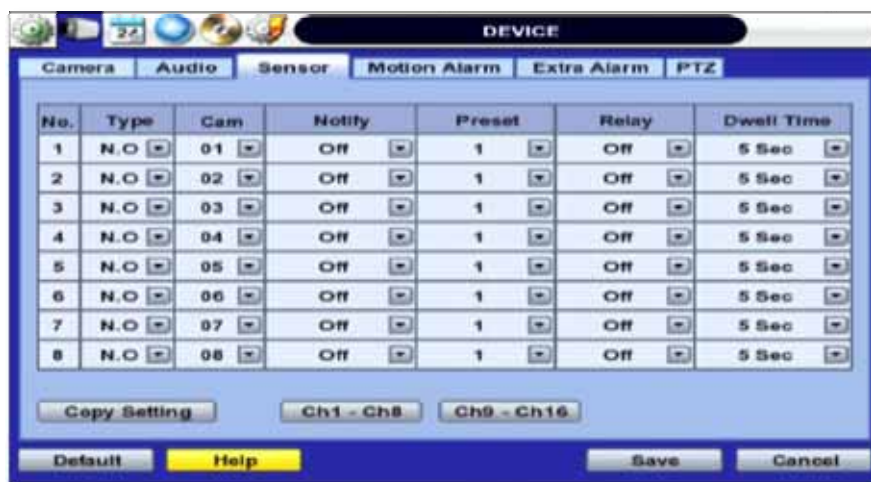 24
DEVICE
Camera Audio Sensor Motion Alarm Extra Alarm PTZ
No. Type Cam Notify Preset Relay Dwell Time
1 N.O 01 Off 1 Off 5 Sec
2 N.O 02 Off 1 Off 5 Sec
3 N.O 03 Off 1 Off 5 Sec
4 N.O 04 Off 1 Off 5 Sec
5 N.O 05 Off 1 Off 5 Sec
6 N.O 06 Off 1 Off 5 Sec
7 N.O 07 Off 1 Off 5 Sec
8 N.O 08 Off 1 Off 5 Sec
Copy Setting Ch1 - Ch8 Ch9 - Ch16
Default Help Save Cancel